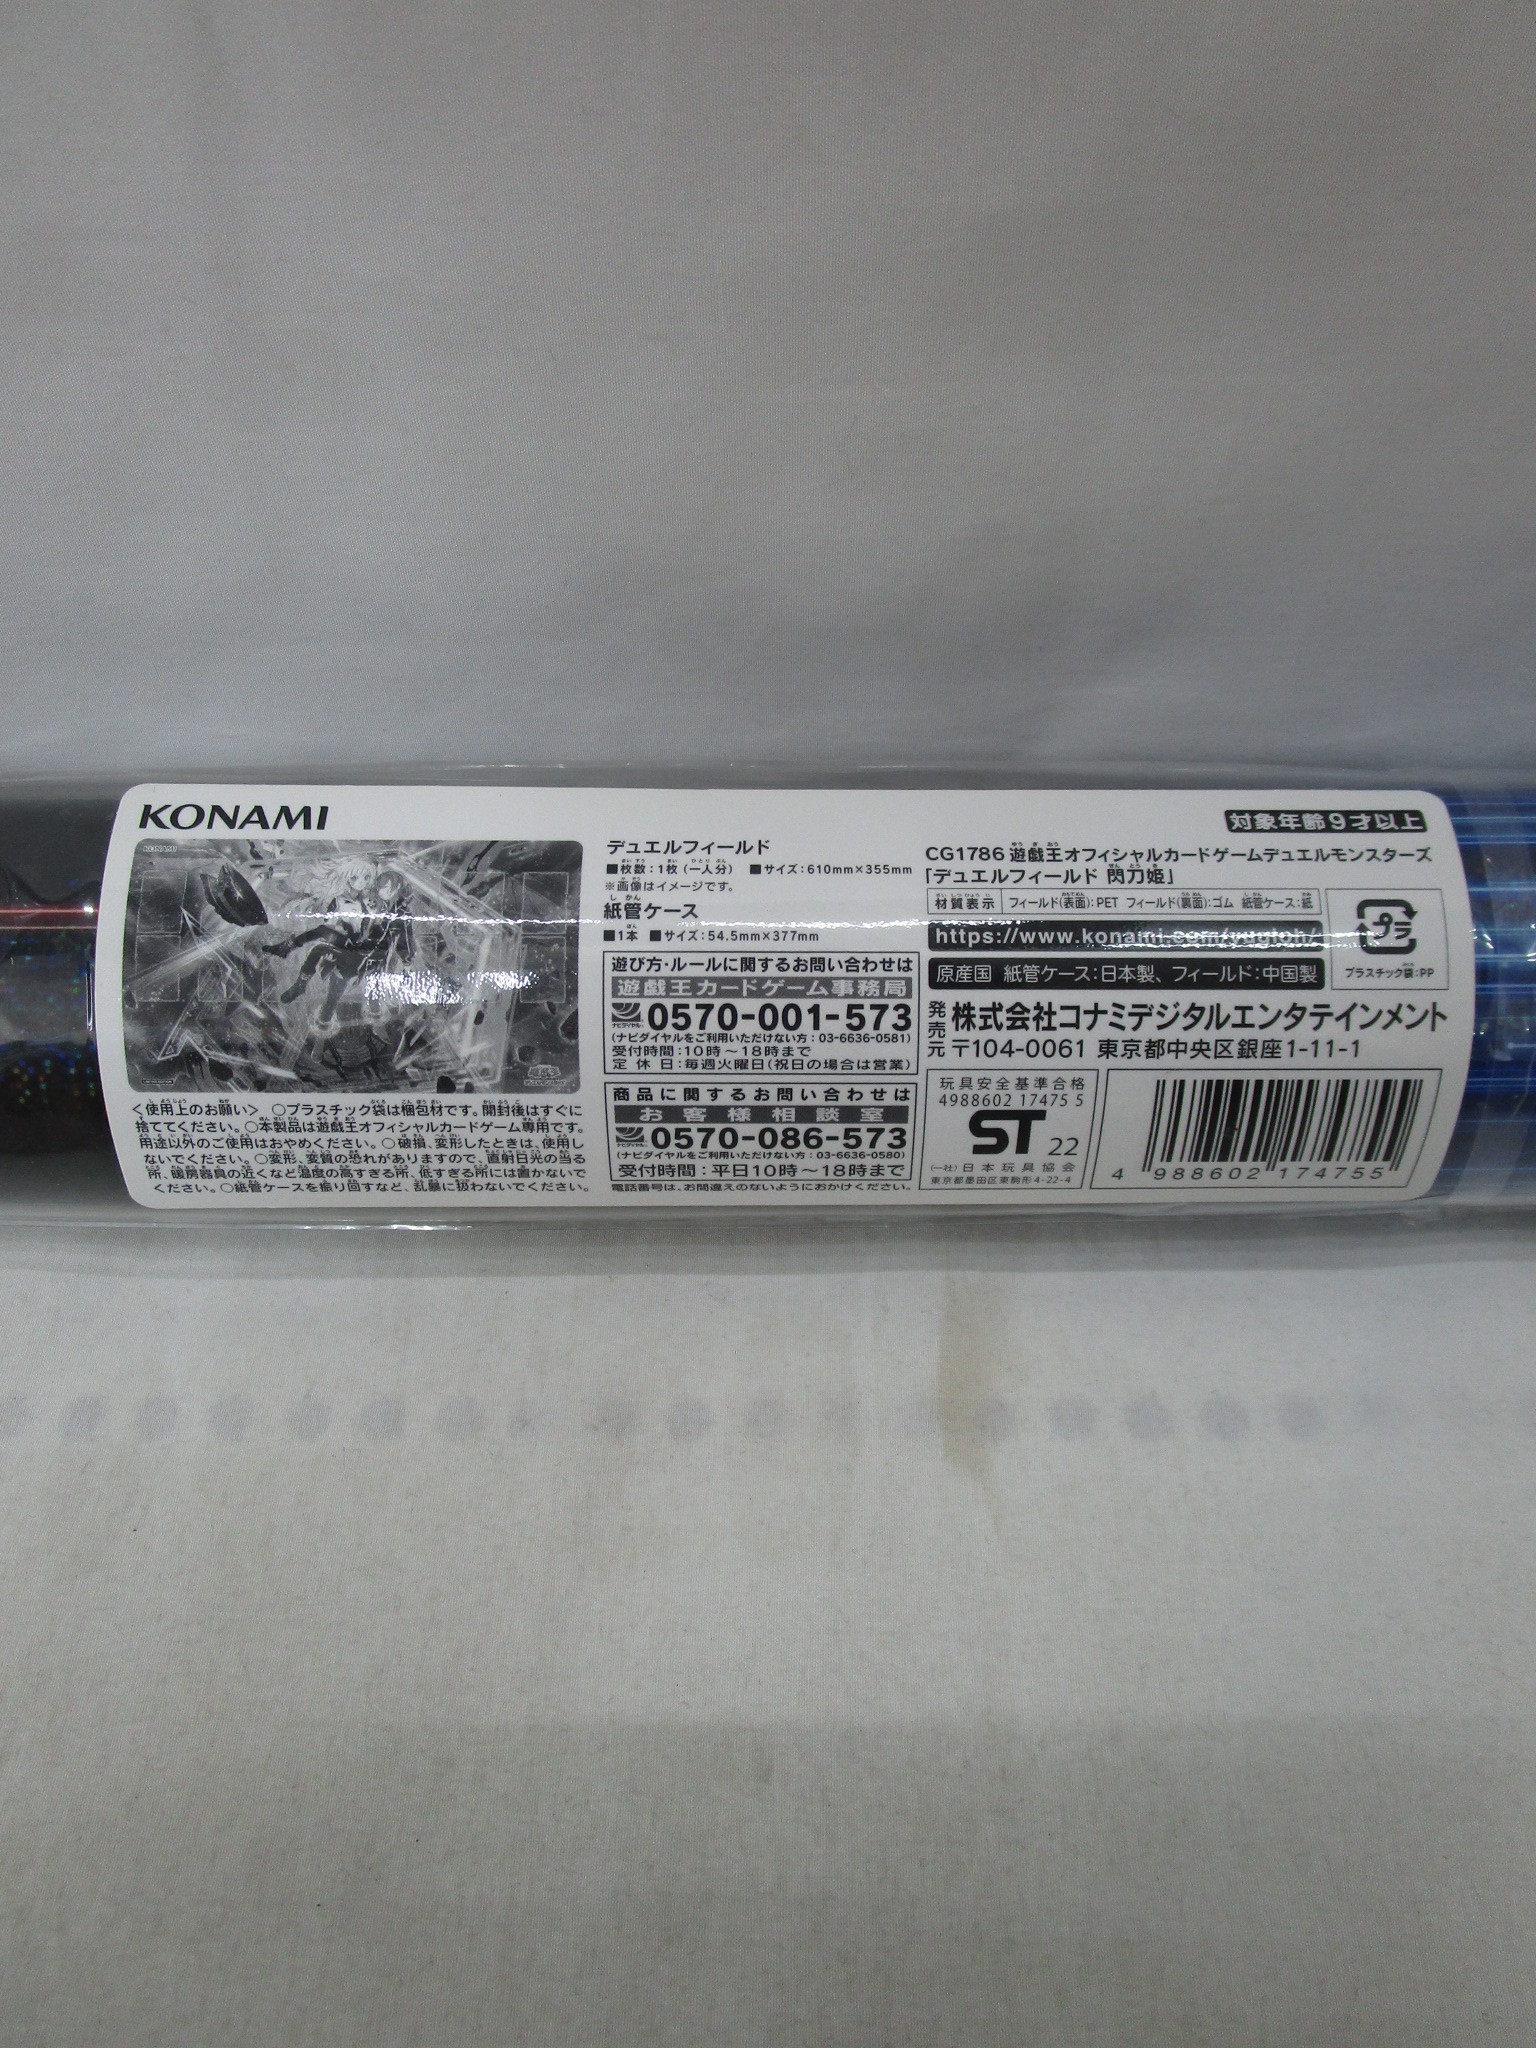 KONAMI
対象年齢9才以上
デュエルフィールド
■枚数:1枚(一人分) ■サイズ:610mm×355mm
※画像はイメージです。
紙管ケース
■1本 ■サイズ:54.5mm×377mm
遊び方・ルールに関するお問い合わせは
遊戯王カードゲーム事務局
ナビダイヤル 0570-001-573
(ナビダイヤルをご利用いただけない方:03-6636-0581)
受付時間:10時~18時まで
定休日:毎週火曜日(祝日の場合は営業)
商品に関するお問い合わせは
お客様相談室
ナビダイヤル 0570-086-573
(ナビダイヤルをご利用いただけない方:03-6636-0580)
受付時間:平日10時~18時まで
電話番号は、お間違えのないようにおかけください。
CG1786 遊戯王オフィシャルカードゲームデュエルモンスターズ
「デュエルフィールド 閃刀姫」
材質表示 フィールド(表面):PET フィールド(裏面):ゴム 紙管ケース:紙
https://www.konami.com/yugioh/
原産国 紙管ケース:日本製、フィールド:中国製
プラ
プラスチック袋:PP
発売元 株式会社コナミデジタルエンタテインメント
〒104-0061 東京都中央区銀座1-11-1
玩具安全基準合格
4988602 17475 5
ST 22
(一社)日本玩具協会
東京都墨田区東駒形4-22-4
4 988602 174755
KONAMI
LIMITED EDITION
遊戯王
<使用上のお願い> ○プラスチック袋は梱包材です。開封後はすぐに
捨ててください。○本製品は遊戯王オフィシャルカードゲーム専用です。
用途以外のご使用はおやめください。○破損、変形したときは、使用し
ないでください。○変形、変質の恐れがありますので、直射日光の当る
所、暖房器具の近くなど温度の高すぎる所、低すぎる所には置かないで
ください。○紙管ケースを振り回すなど、乱暴に扱わないでください。